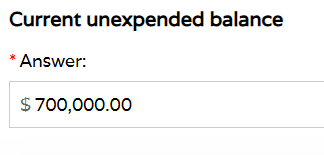 Current unexpended balance
* Answer:
$ 700,000.00